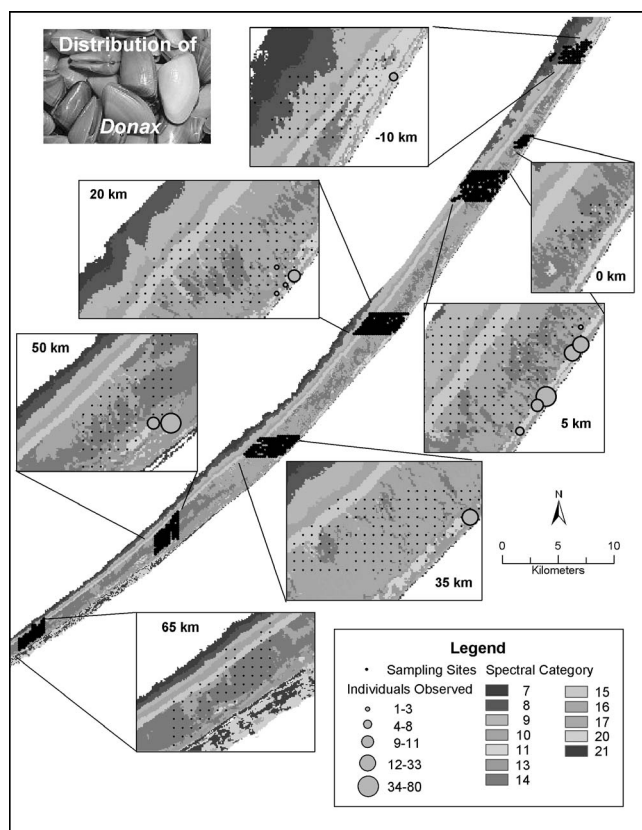 Distribution of
Donax
-10 km
20 km
0 km
50 km
5 km
35 km
65 km
N
0 5 10
Kilometers
Legend
Sampling Sites
Individuals Observed
1-3
4-8
9-11
12-33
34-80
Spectral Category
7
8
9
10
11
13
14
15
16
17
20
21